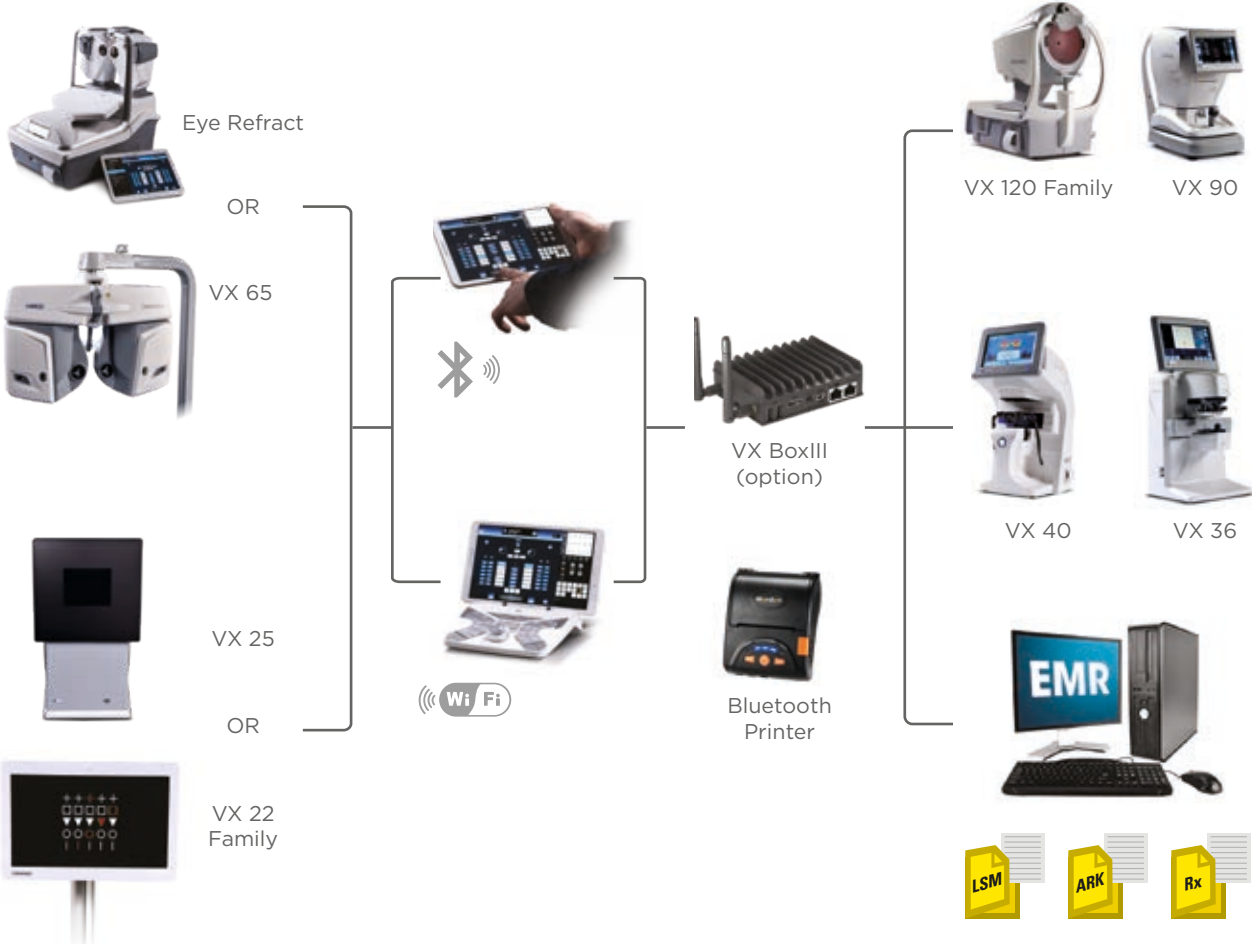 Eye Refract
OR
VX 65
VX 25
OR
VX 22
Family
Wi Fi
VX BoxIII
(option)
Bluetooth
Printer
VX 120 Family
VX 90
VX 40
VX 36
EMR
LSM
ARK
Rx